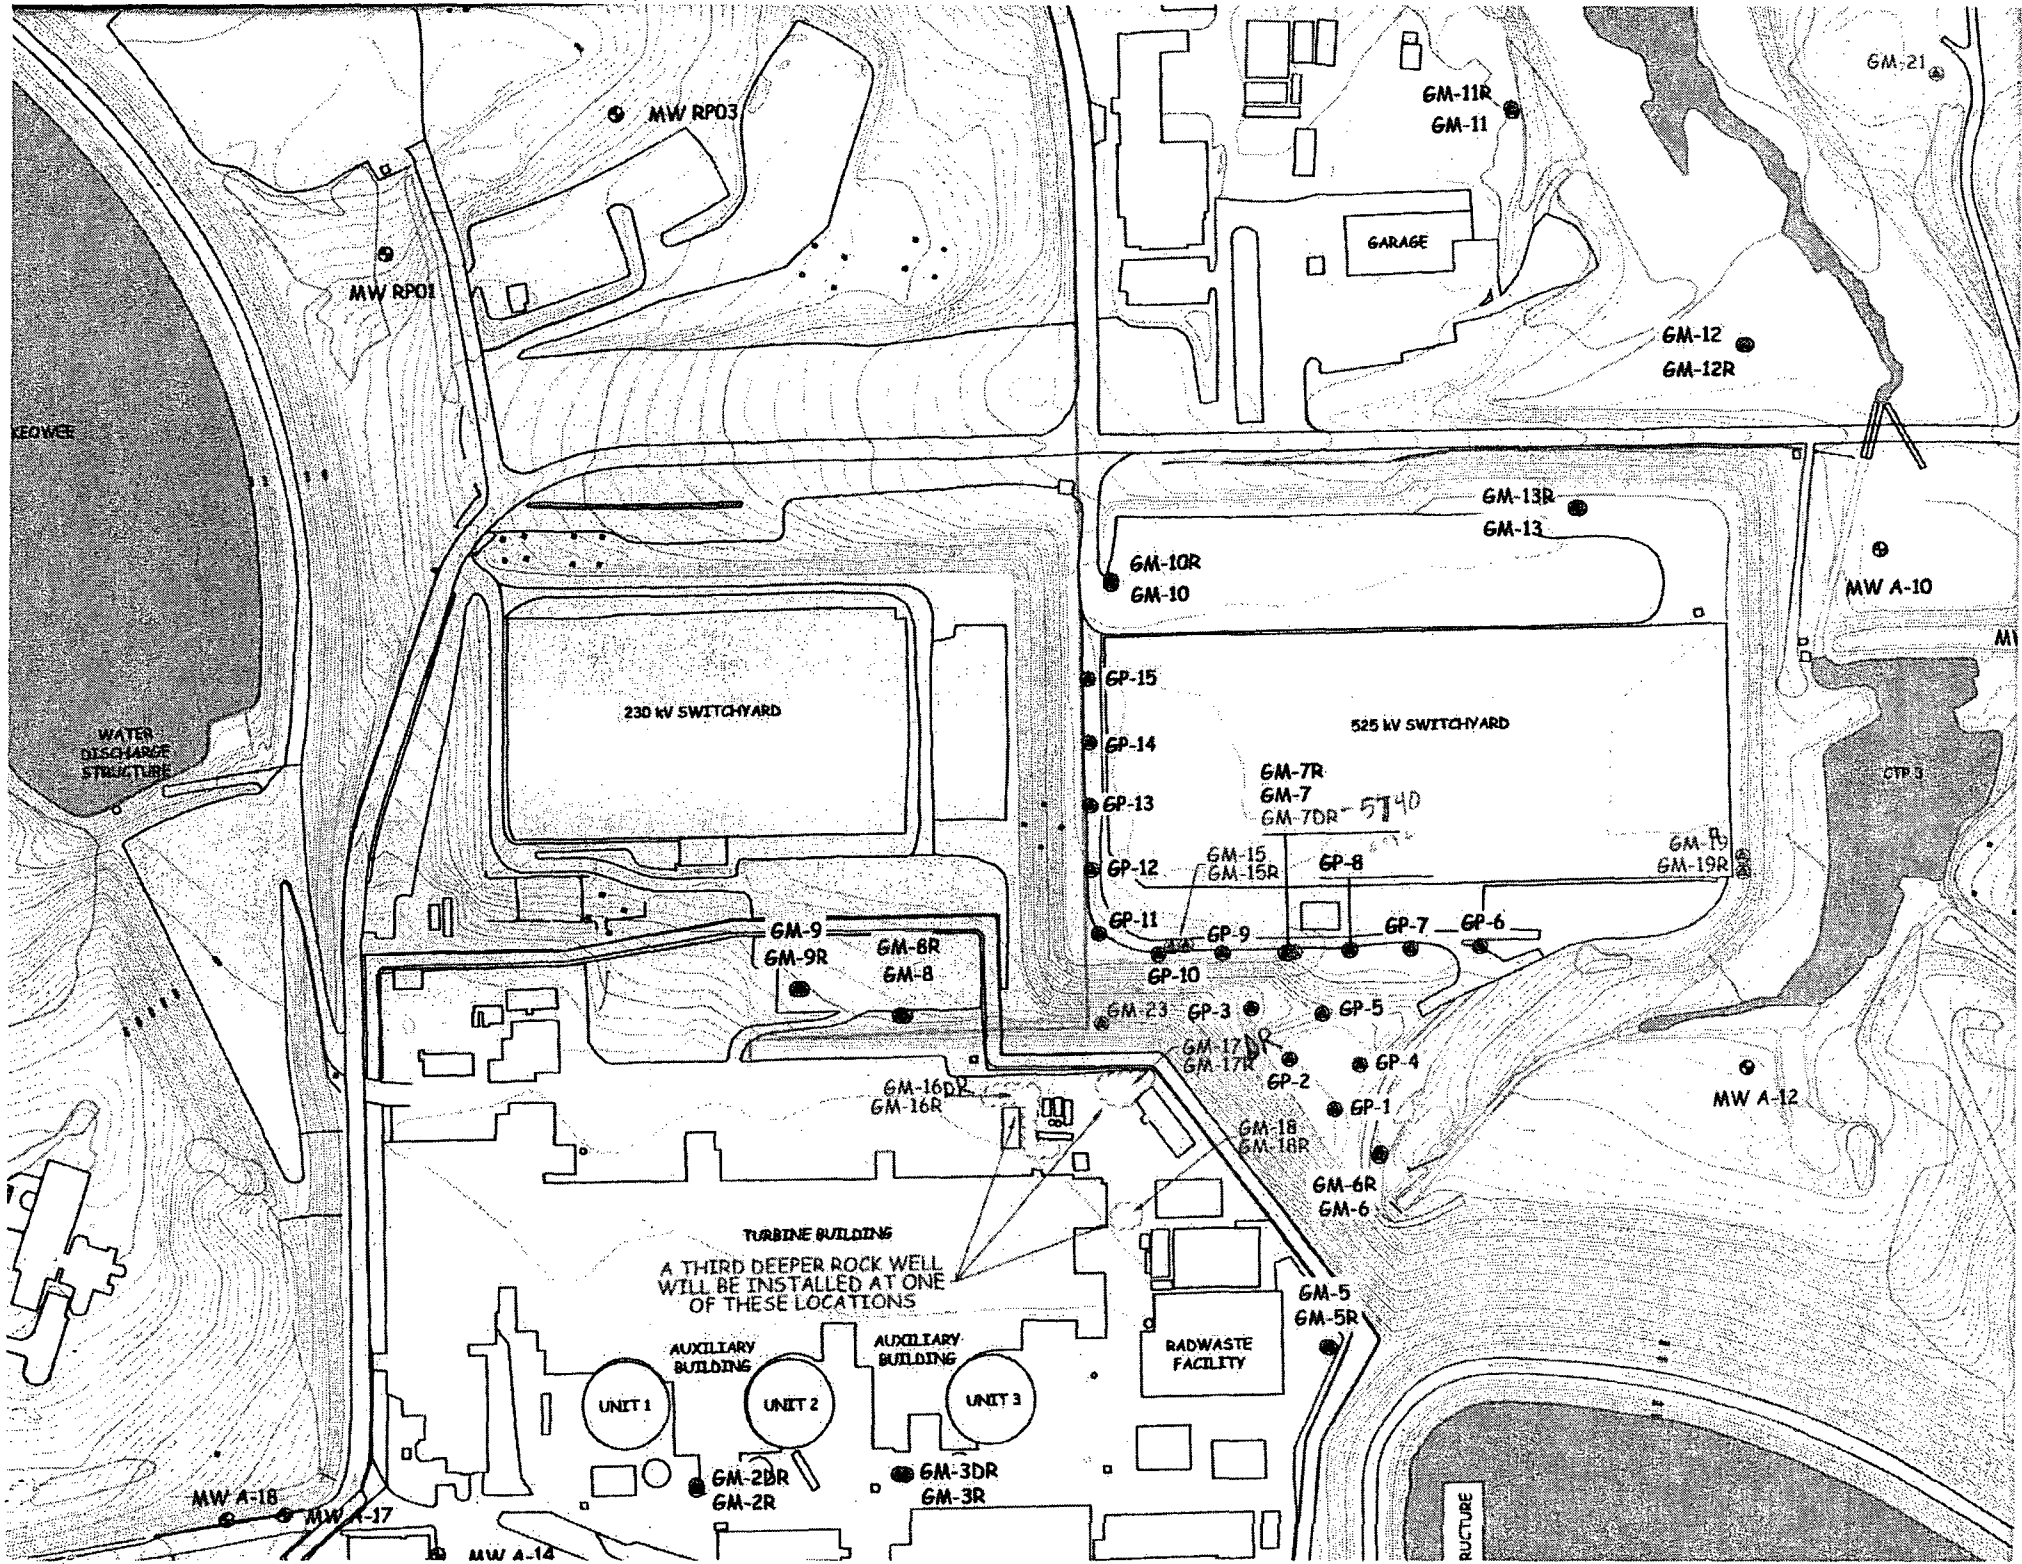 GM-21
MW RP03
GM-11R
GM-11
GARAGE
MW RP01
GM-12
GM-12R
KEOWEE
GM-13R
GM-13
GM-10R
GM-10
MW A-10
GP-15
230 kV SWITCHYARD
525 kV SWITCHYARD
WATER
DISCHARGE
STRUCTURE
GP-14
CTP 3
GM-7R
GM-7
GM-7DR
GP-13
GM-19
GM-19R
GM-15
GM-15R
GP-8
GP-12
GP-11
GP-9
GP-7
GP-6
GM-9
GM-9R
GM-8R
GM-8
GP-10
GM-23
GP-3
GP-5
GM-17DR
GM-17R
GP-2
GP-4
GM-16DR
GM-16R
MW A-12
GP-1
GM-18
GM-18R
GM-6R
GM-6
TURBINE BUILDING
A THIRD DEEPER ROCK WELL
WILL BE INSTALLED AT ONE
OF THESE LOCATIONS
GM-5
GM-5R
AUXILIARY
BUILDING
AUXILIARY
BUILDING
RADWASTE
FACILITY
UNIT 1
UNIT 2
UNIT 3
GM-2DR
GM-2R
GM-3DR
GM-3R
MW A-18
MW A-17
MW A-14
RUCTURE